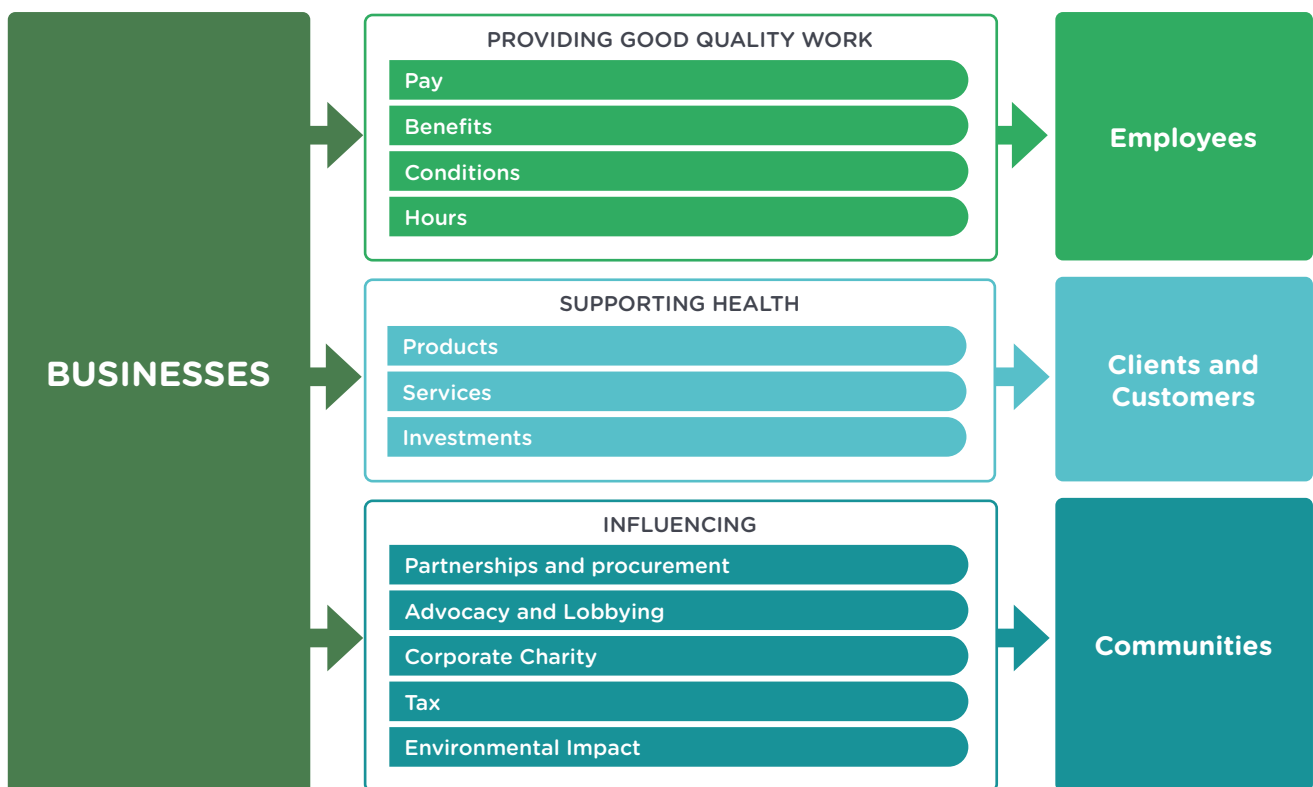 BUSINESSES
PROVIDING GOOD QUALITY WORK
Pay
Benefits
Conditions
Hours
Employees
SUPPORTING HEALTH
Products
Services
Investments
Clients and
Customers
INFLUENCING
Partnerships and procurement
Advocacy and Lobbying
Corporate Charity
Tax
Environmental Impact
Communities